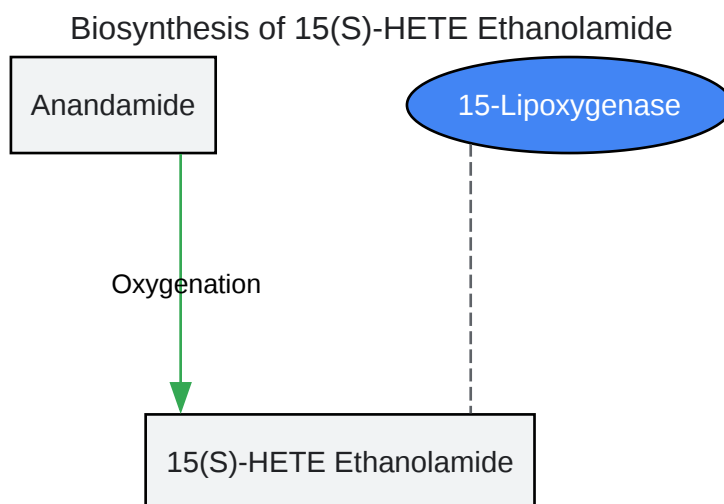 Biosynthesis of 15(S)-HETE Ethanolamide
Anandamide
15-Lipoxygenase
Oxygenation
15(S)-HETE Ethanolamide